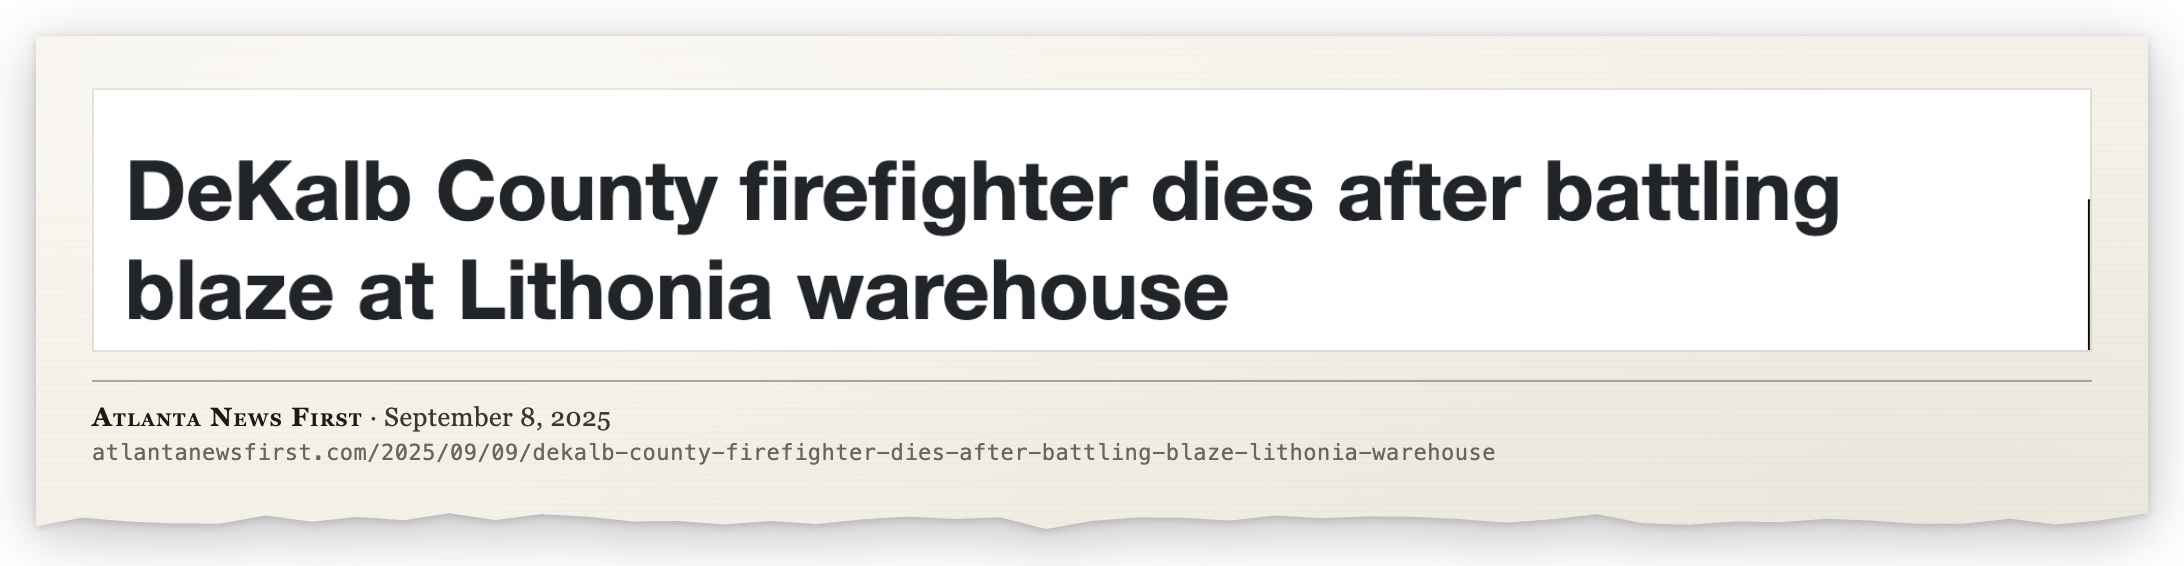 DeKalb County firefighter dies after battling
blaze at Lithonia warehouse
Atlanta News First · September 8, 2025
atlantanewsfirst.com/2025/09/09/dekalb-county-firefighter-dies-after-battling-blaze-lithonia-warehouse